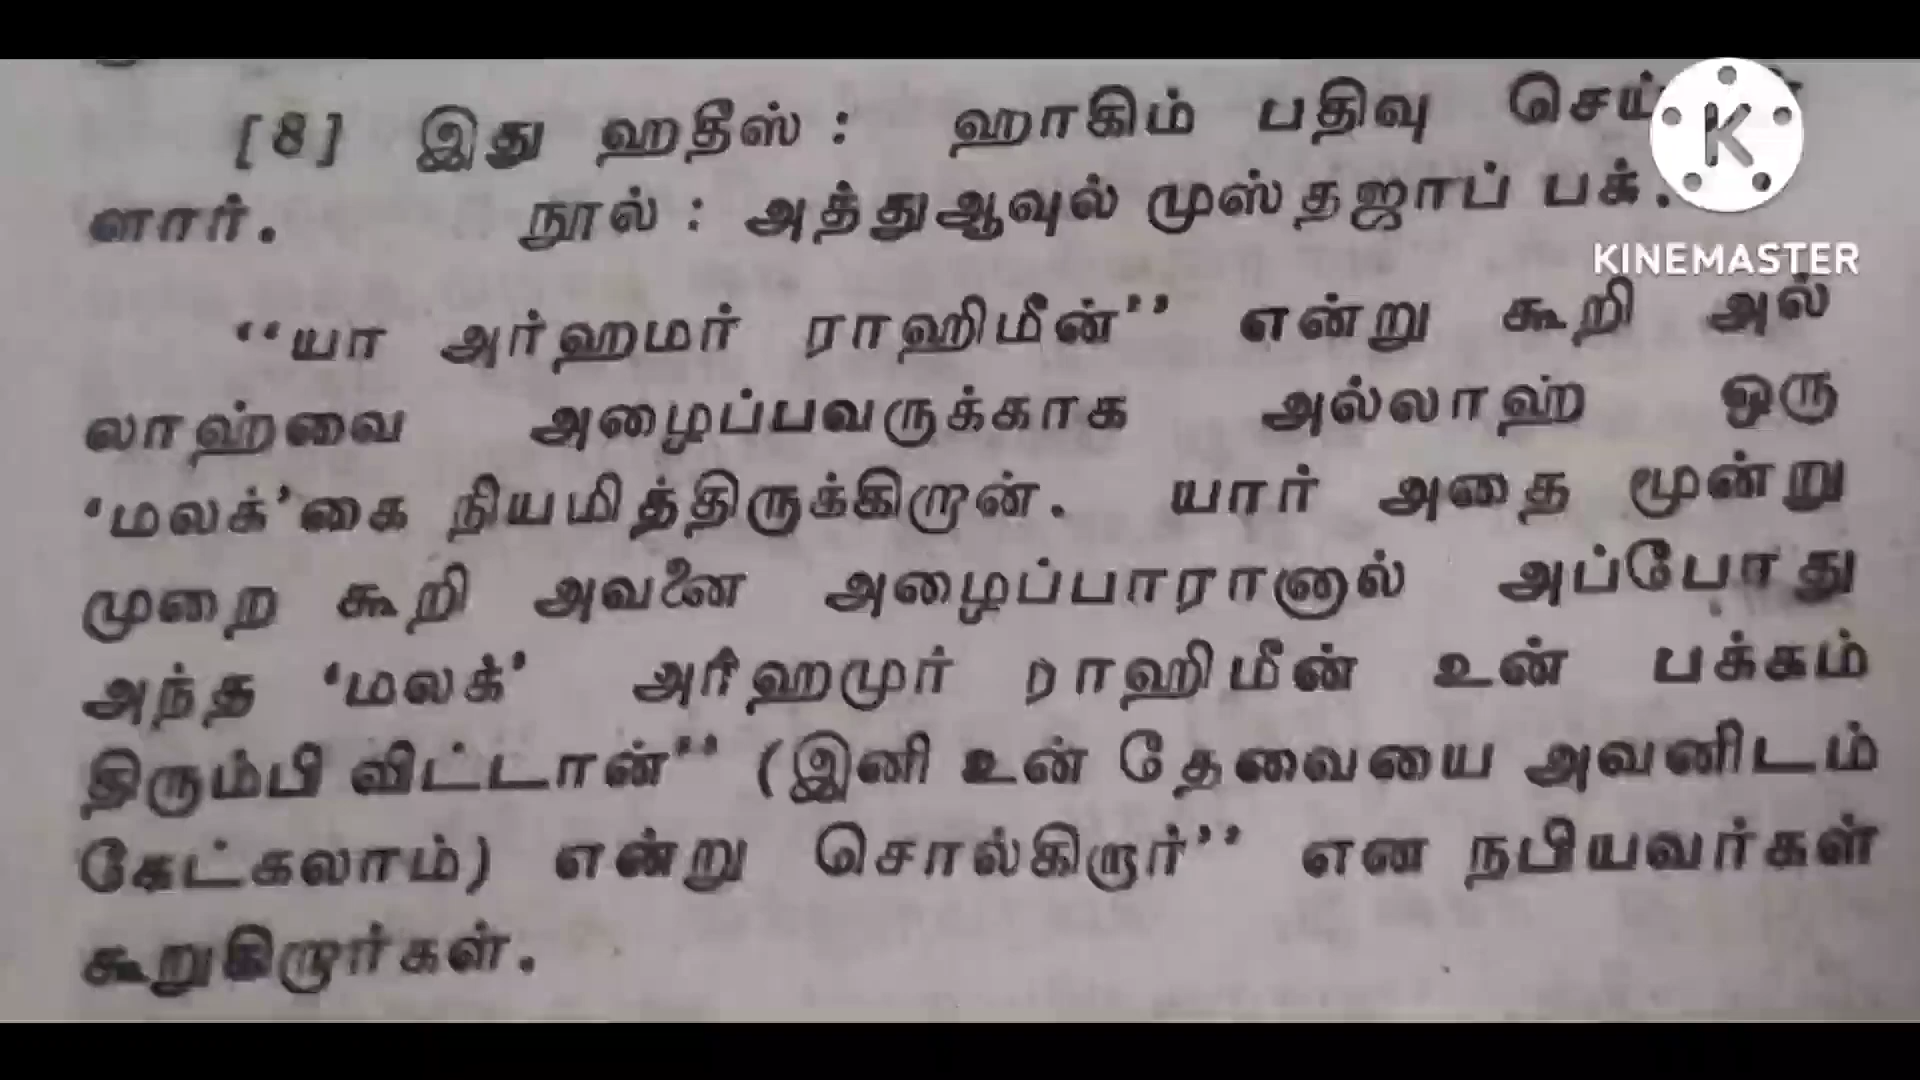 [8] இது ஹதீஸ் : ஹாகிம் பதிவு
னார். நூல் : அத்துஆவுல் முஸ்தஜாப் பக்.
KINEMASTER
‘‘யா அர்ஹமர் ராஹிமீன்’’ என்று கூறி அல்
லாஹ்வை அழைப்பவருக்காக அல்லாஹ் ஒரு
‘மலக்’கை நியமித்திருக்கிறான். யார் அதை மூன்று
முறை கூறி அவனை அழைப்பாரானால் அப்போது
அந்த ‘மலக்’ அர்ஹமுர் ராஹிமீன் உன் பக்கம்
திரும்பி விட்டான்’’ (இனி உன் தேவையை அவனிடம்
கேட்கலாம்) என்று சொல்கிறார்’’ என நபியவர்கள்
கூறுகிறார்கள்.